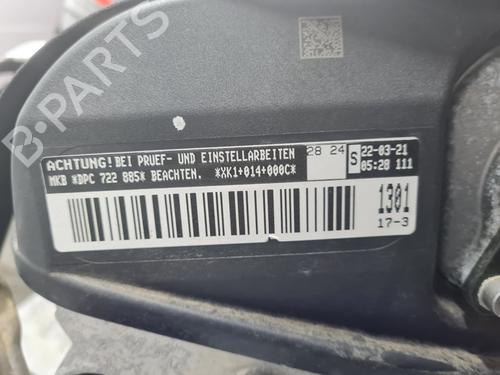 ACHTUNG! BEI PRUEF- UND EINSTELLARBEITEN
MKB *DPC 722 885* BEACHTEN. *XK1+014+000C*
28 24
S
22-03-21
05:28 111
1301
17-3
B-PARTS